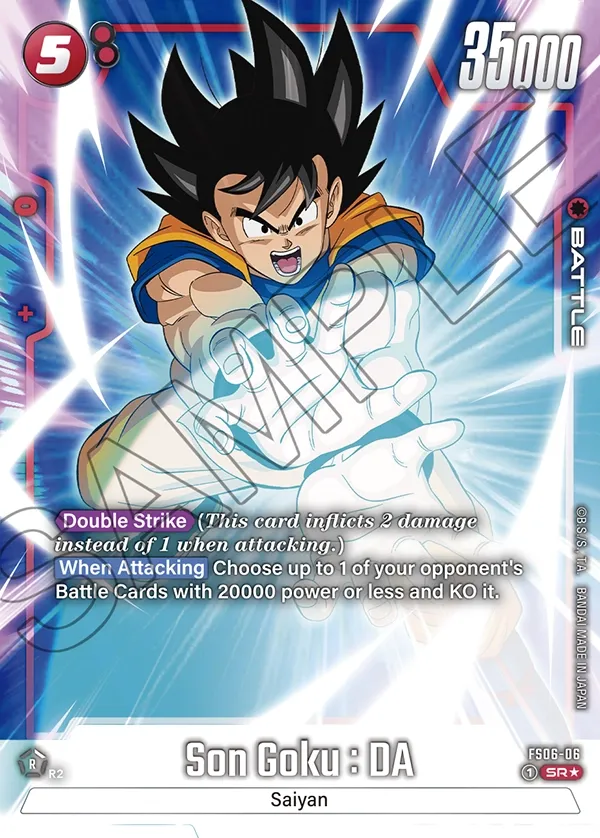 5
35000
0
+
BATTLE
SAMPLE
Double Strike (This card inflicts 2 damage
instead of 1 when attacking.)
When Attacking Choose up to 1 of your opponent's
Battle Cards with 20000 power or less and KO it.
©B.S./S., T.A. BANDAI MADE IN JAPAN
R
R2
Son Goku : DA
FS06-06
1 SR★
Saiyan